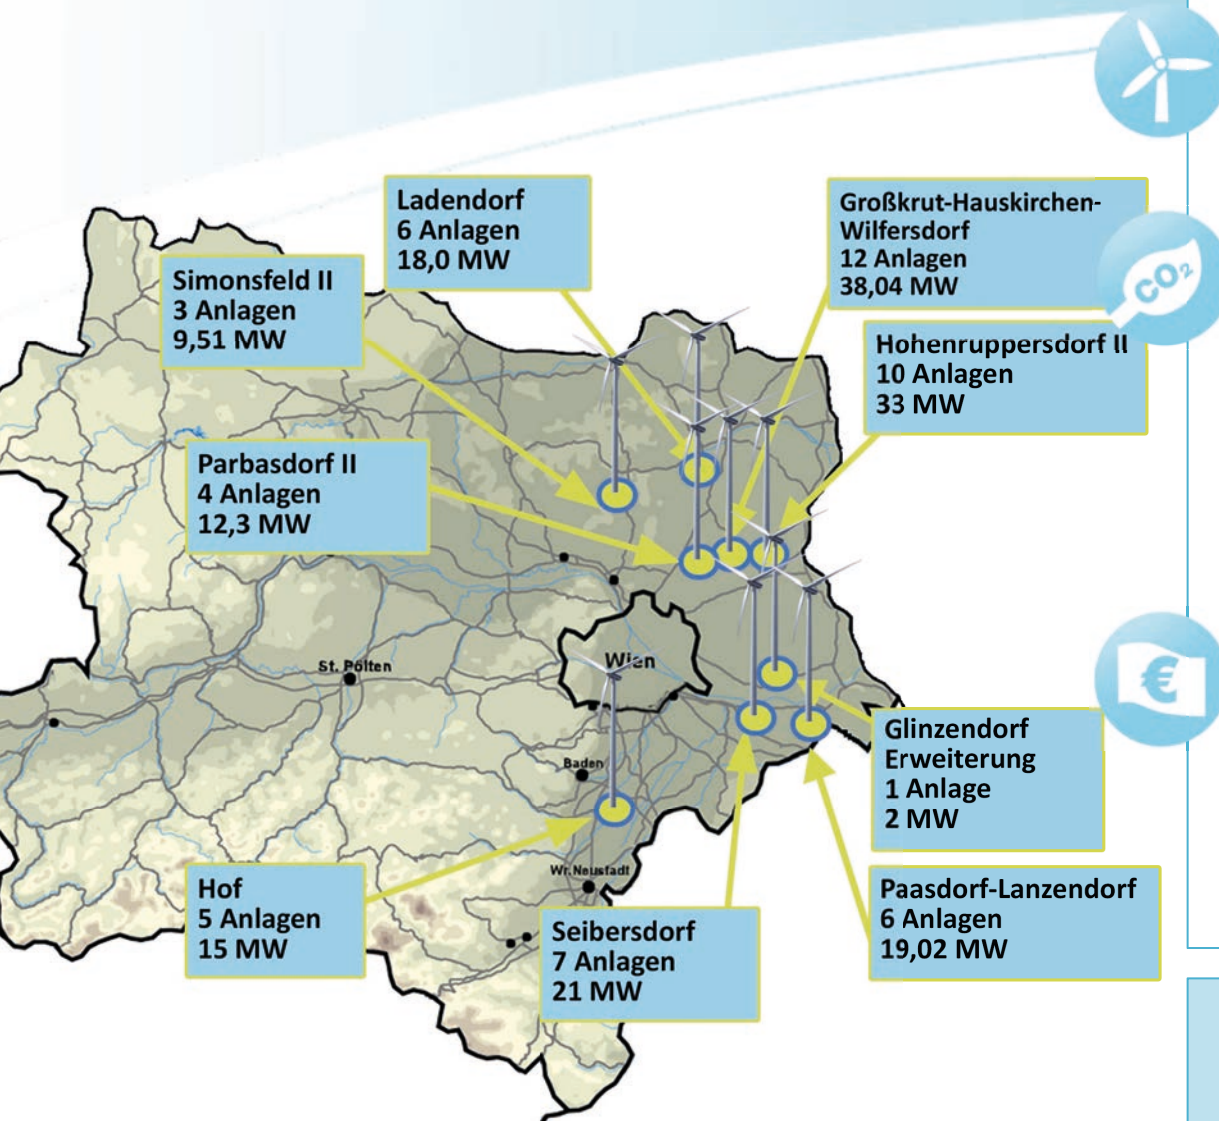 Ladendorf
6 Anlagen
18,0 MW
Großkrut-Hauskirchen-
Wilfersdorf
12 Anlagen
38,04 MW
CO2
Simonsfeld II
3 Anlagen
9,51 MW
Hohenruppersdorf II
10 Anlagen
33 MW
Parbasdorf II
4 Anlagen
12,3 MW
St. Pölten
Wien
€
Glinzendorf
Erweiterung
1 Anlage
2 MW
Baden
Wr. Neustadt
Hof
5 Anlagen
15 MW
Seibersdorf
7 Anlagen
21 MW
Paasdorf-Lanzendorf
6 Anlagen
19,02 MW